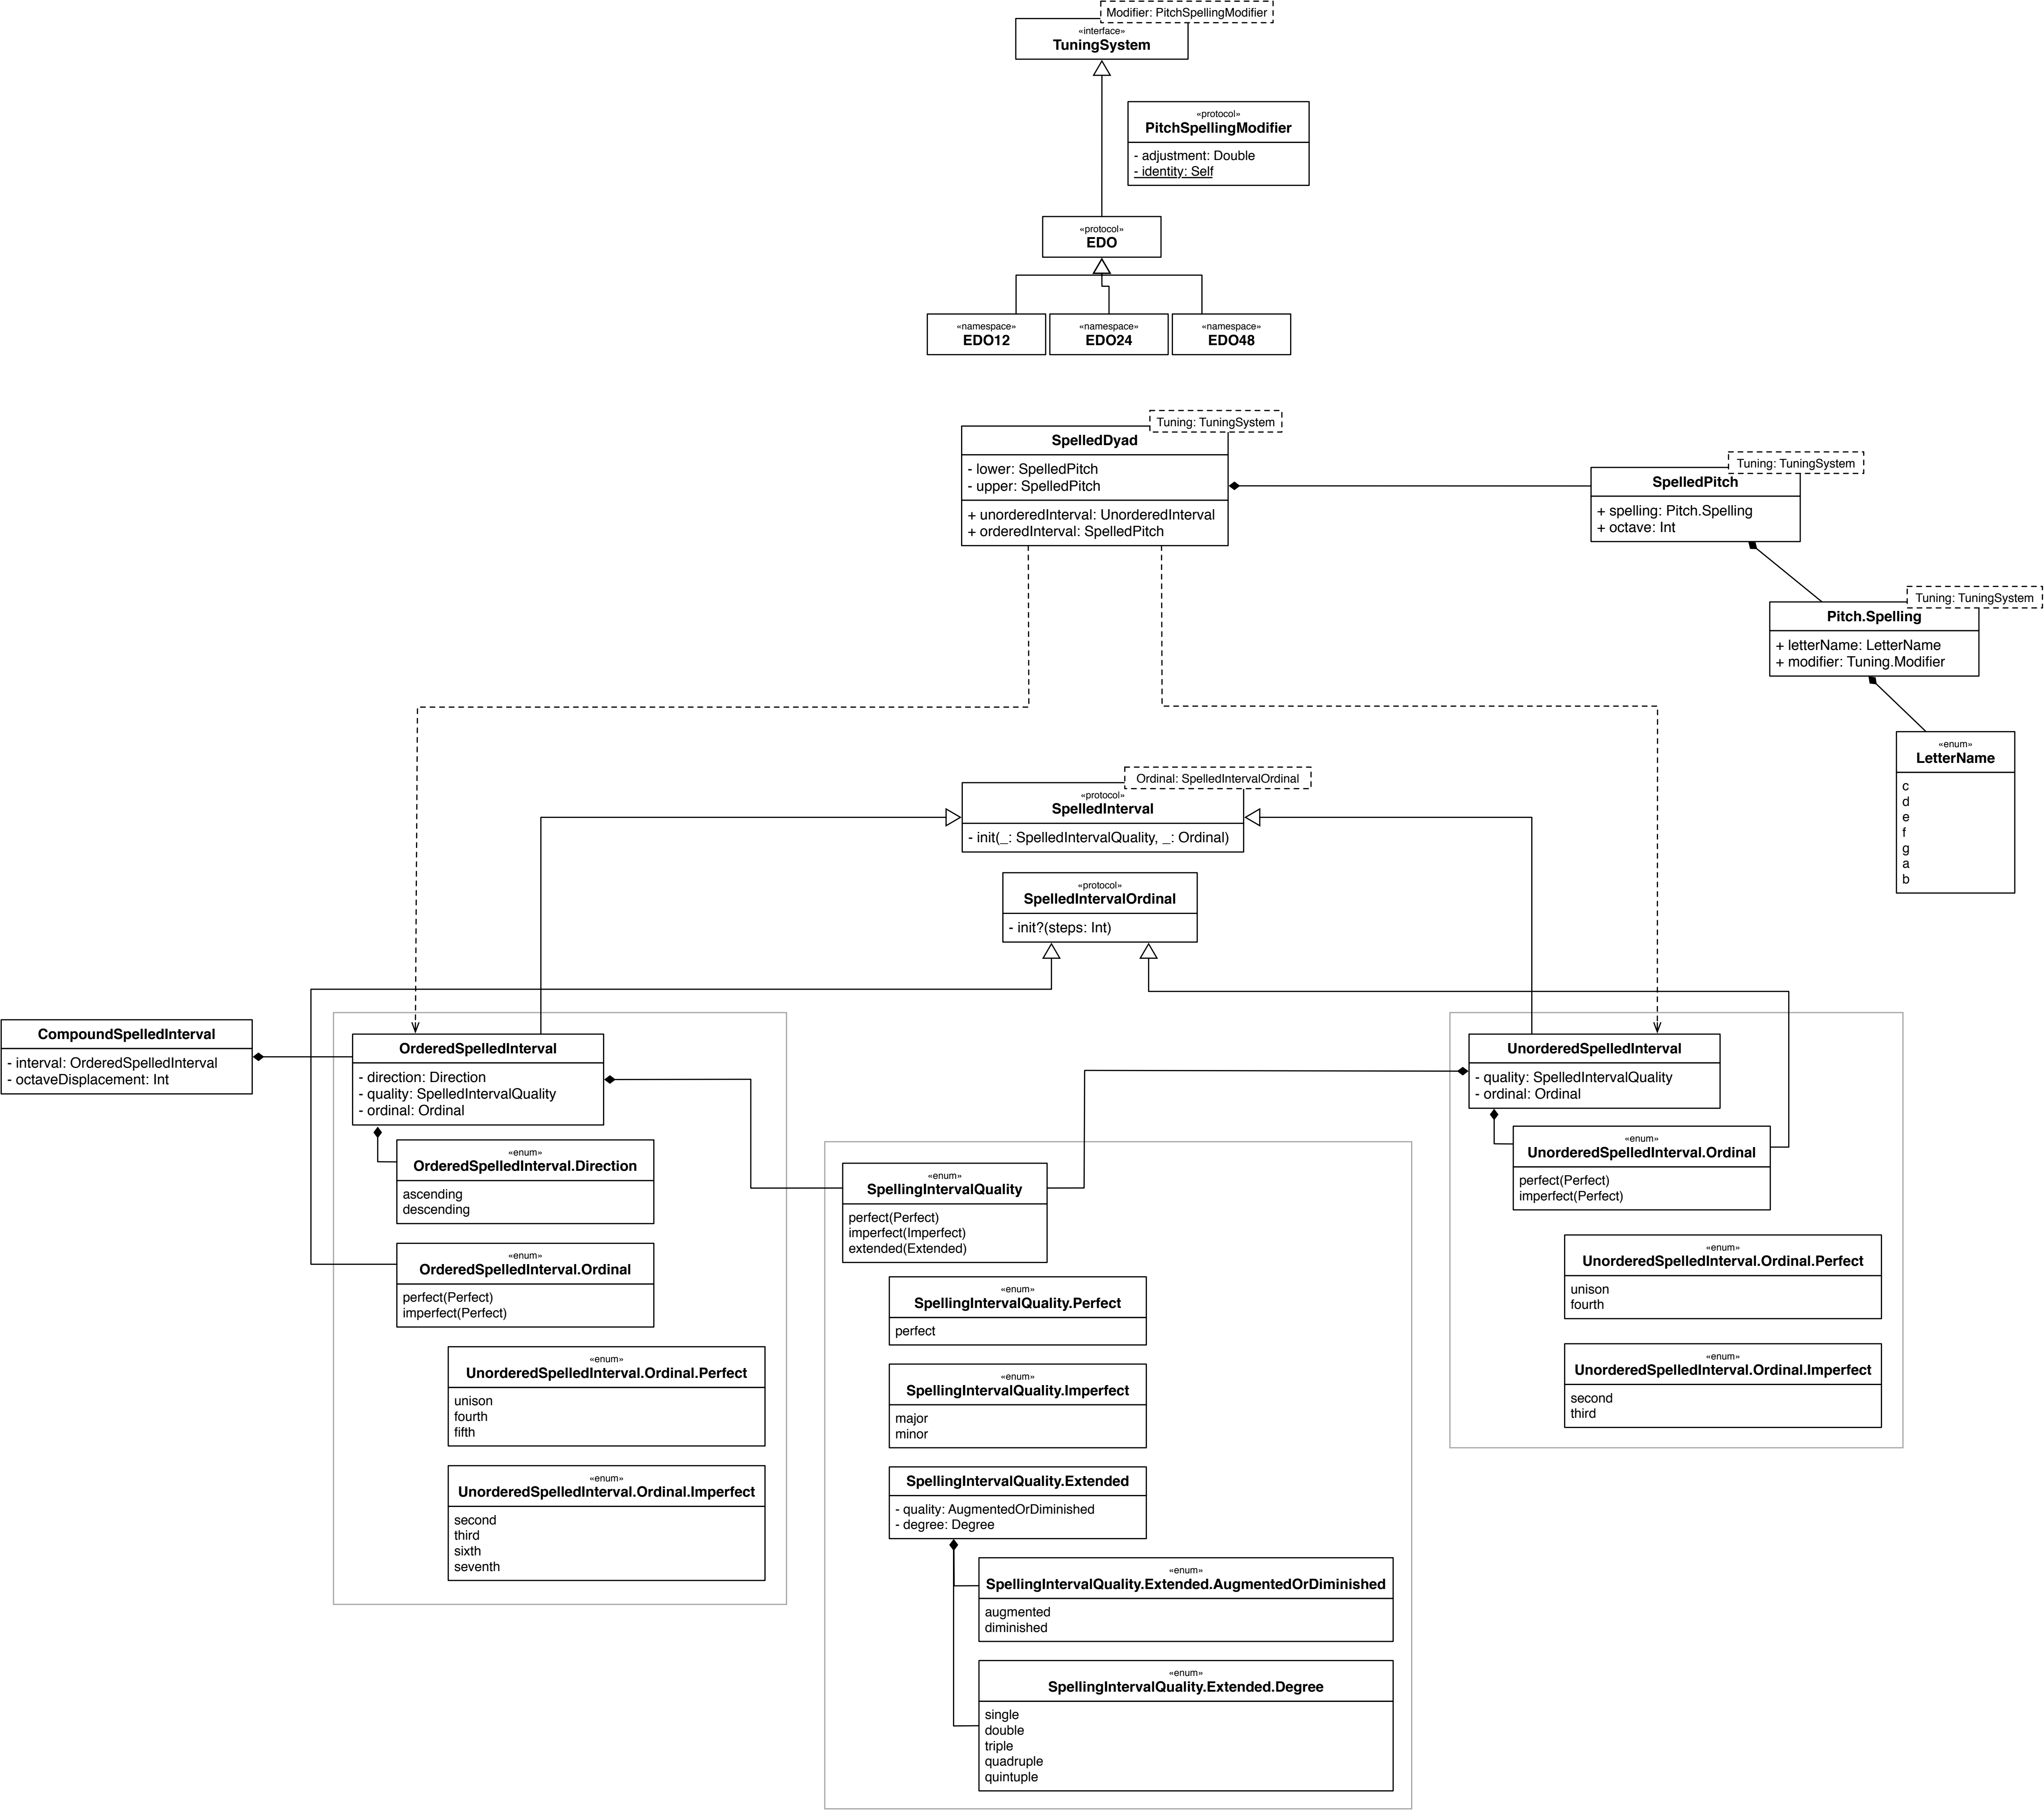 Modifier: PitchSpellingModifier
«interface»
TuningSystem
«protocol»
PitchSpellingModifier
- adjustment: Double
- identity: Self
«protocol»
EDO
«namespace»
EDO12
«namespace»
EDO24
«namespace»
EDO48
Tuning: TuningSystem
SpelledDyad
- lower: SpelledPitch
- upper: SpelledPitch
+ unorderedInterval: UnorderedInterval
+ orderedInterval: SpelledPitch
Tuning: TuningSystem
SpelledPitch
+ spelling: Pitch.Spelling
+ octave: Int
Tuning: TuningSystem
Pitch.Spelling
+ letterName: LetterName
+ modifier: Tuning.Modifier
«enum»
LetterName
c
d
e
f
g
a
b
Ordinal: SpelledIntervalOrdinal
«protocol»
SpelledInterval
- init(_: SpelledIntervalQuality, _: Ordinal)
«protocol»
SpelledIntervalOrdinal
- init?(steps: Int)
CompoundSpelledInterval
- interval: OrderedSpelledInterval
- octaveDisplacement: Int
OrderedSpelledInterval
- direction: Direction
- quality: SpelledIntervalQuality
- ordinal: Ordinal
«enum»
OrderedSpelledInterval.Direction
ascending
descending
«enum»
OrderedSpelledInterval.Ordinal
perfect(Perfect)
imperfect(Perfect)
«enum»
UnorderedSpelledInterval.Ordinal.Perfect
unison
fourth
fifth
«enum»
UnorderedSpelledInterval.Ordinal.Imperfect
second
third
sixth
seventh
«enum»
SpellingIntervalQuality
perfect(Perfect)
imperfect(Imperfect)
extended(Extended)
«enum»
SpellingIntervalQuality.Perfect
perfect
«enum»
SpellingIntervalQuality.Imperfect
major
minor
SpellingIntervalQuality.Extended
- quality: AugmentedOrDiminished
- degree: Degree
«enum»
SpellingIntervalQuality.Extended.AugmentedOrDiminished
augmented
diminished
«enum»
SpellingIntervalQuality.Extended.Degree
single
double
triple
quadruple
quintuple
UnorderedSpelledInterval
- quality: SpelledIntervalQuality
- ordinal: Ordinal
«enum»
UnorderedSpelledInterval.Ordinal
perfect(Perfect)
imperfect(Perfect)
«enum»
UnorderedSpelledInterval.Ordinal.Perfect
unison
fourth
«enum»
UnorderedSpelledInterval.Ordinal.Imperfect
second
third